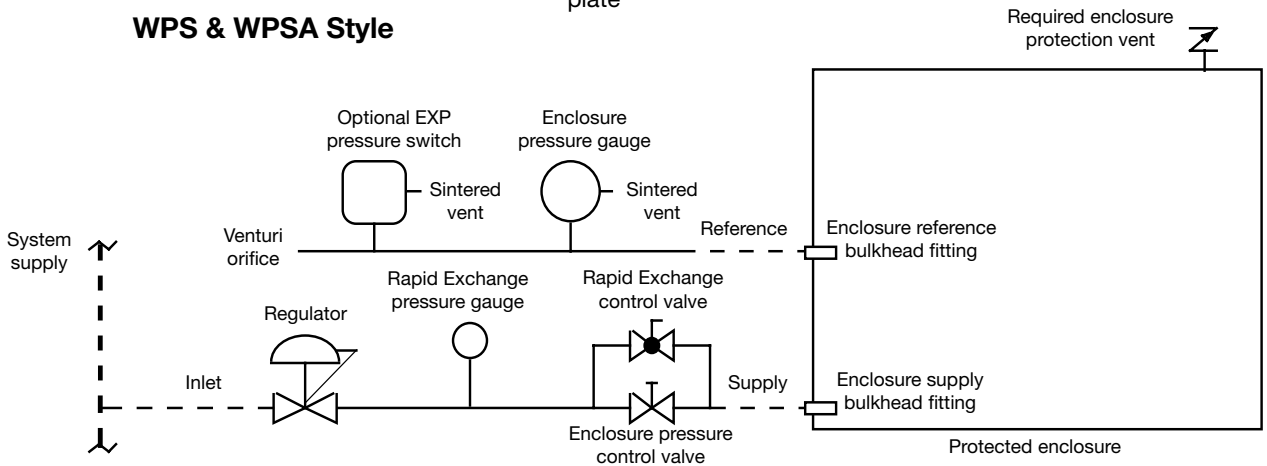 plate
WPS & WPSA Style
Required enclosure
protection vent
Optional EXP
pressure switch
Enclosure
pressure gauge
Sintered
vent
Sintered
vent
System
supply
Venturi
orifice
Reference
Enclosure reference
bulkhead fitting
Rapid Exchange
pressure gauge
Rapid Exchange
control valve
Regulator
Inlet
Supply
Enclosure supply
bulkhead fitting
Enclosure pressure
control valve
Protected enclosure